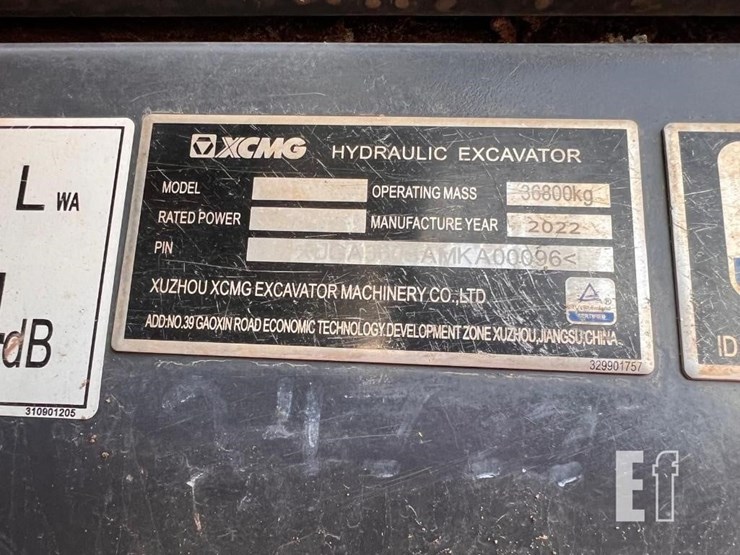 L WA
dB
310901205
XCMG HYDRAULIC EXCAVATOR
MODEL
OPERATING MASS 36800kg
RATED POWER
MANUFACTURE YEAR 2022
PIN
XUZHOU XCMG EXCAVATOR MACHINERY CO.,LTD
ADD:NO.39 GAOXIN ROAD ECONOMIC TECHNOLOGY DEVELOPMENT ZONE XUZHOU,JIANGSU,CHINA
329901757
ID
Ef